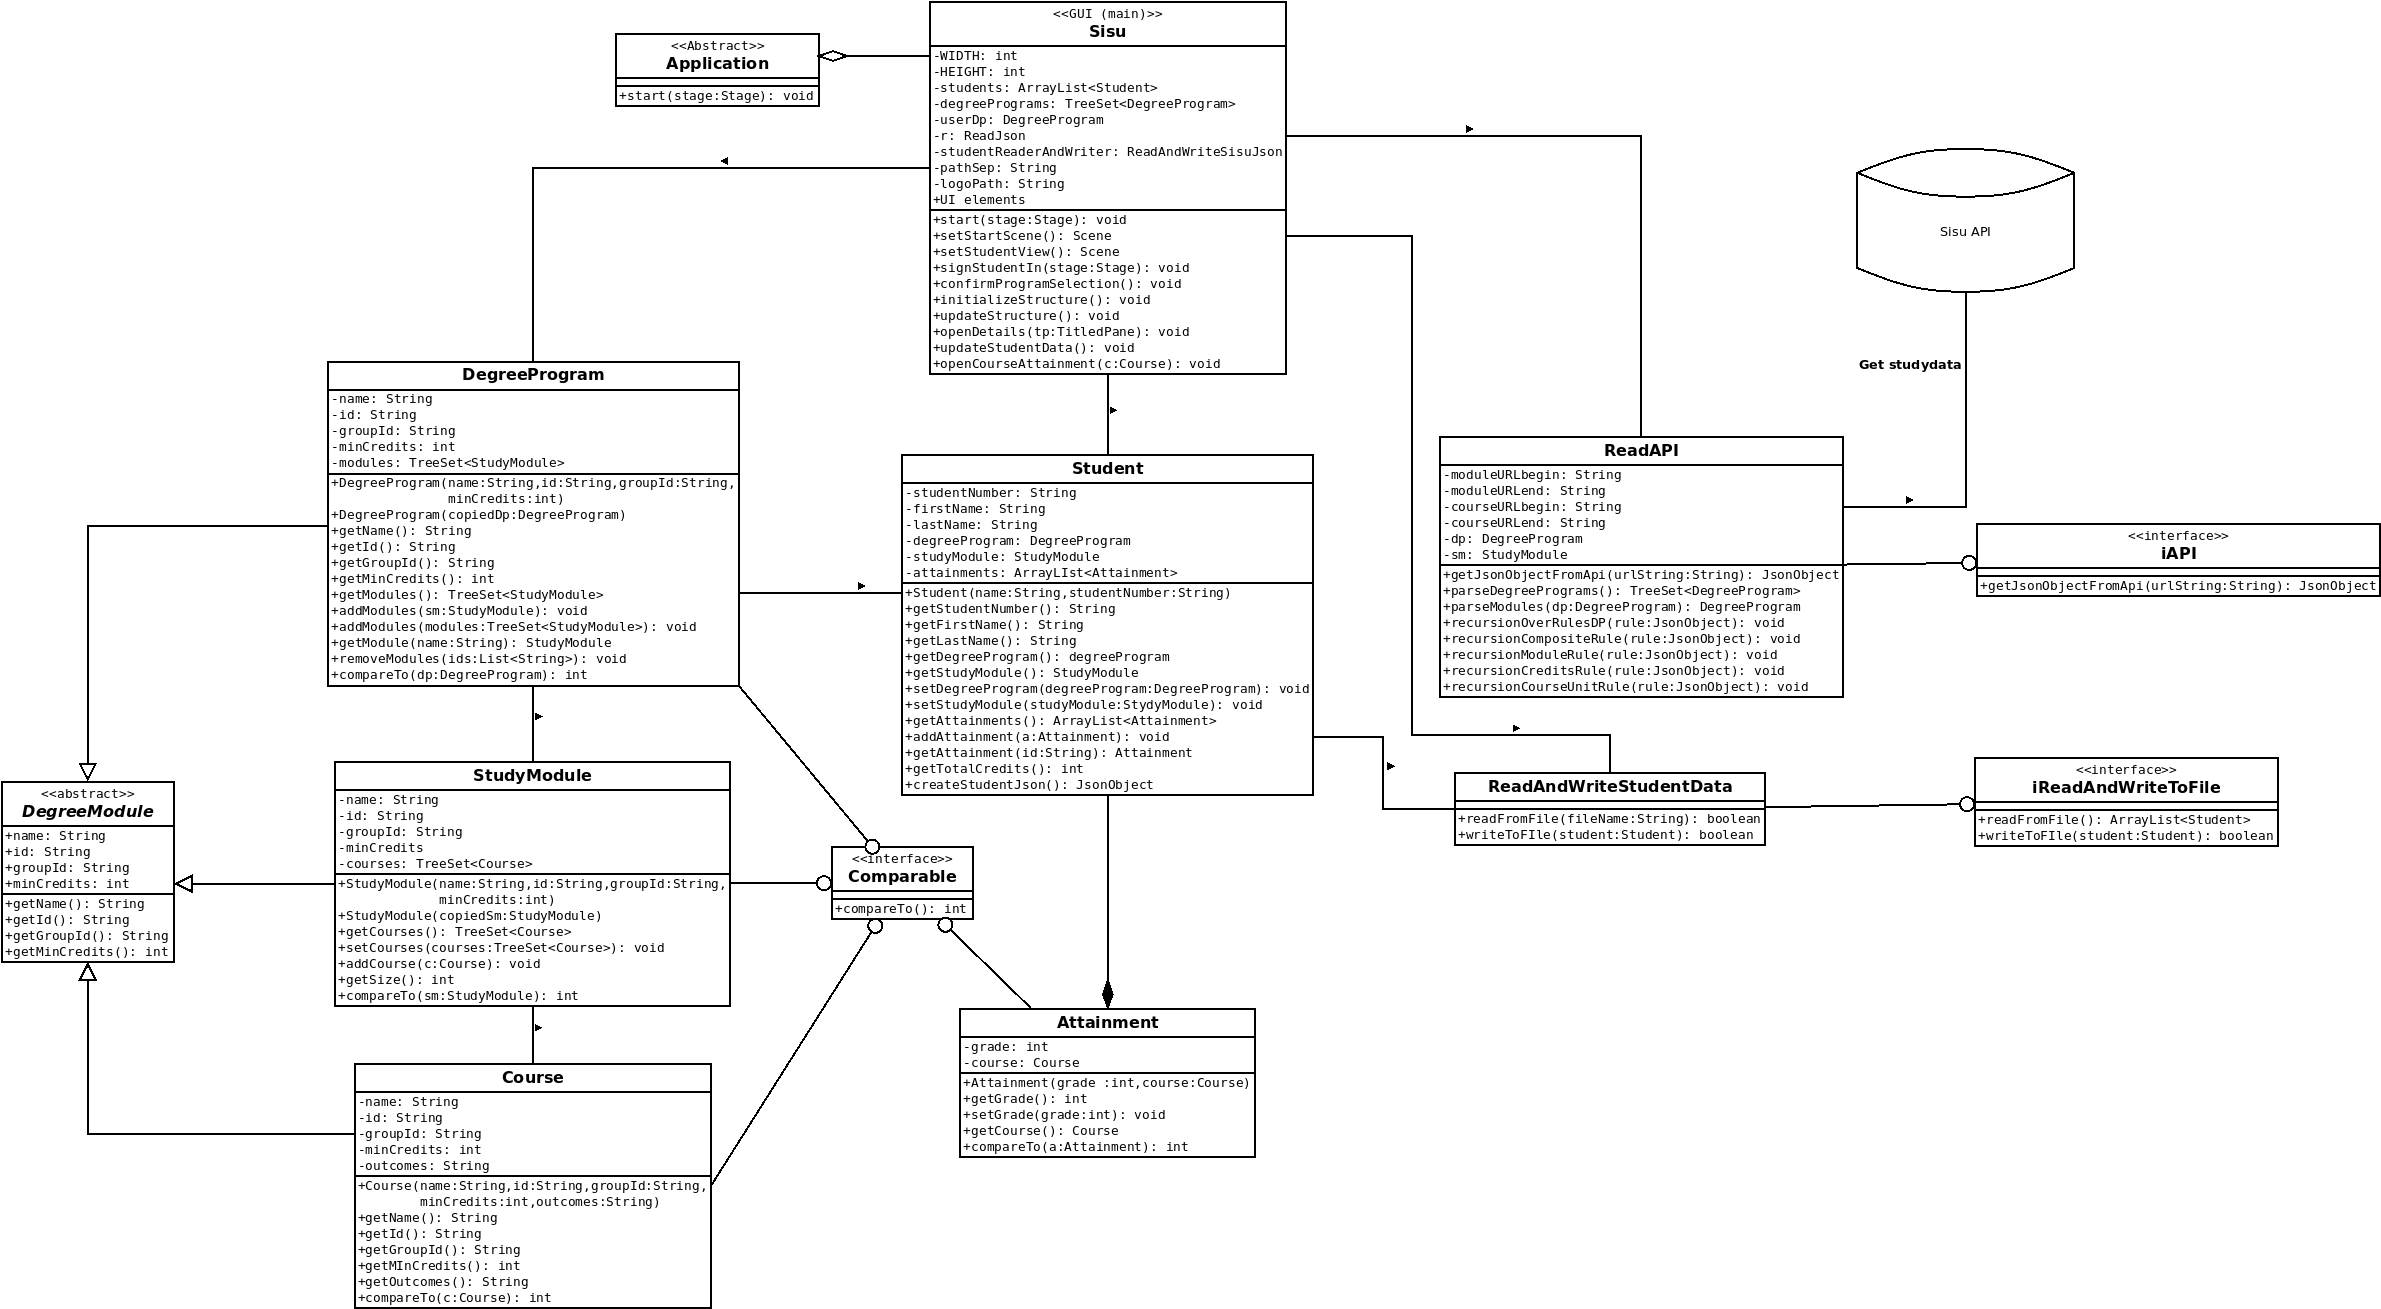 <<GUI (main)>>
Sisu
-WIDTH: int
-HEIGHT: int
-students: ArrayList<Student>
-degreePrograms: TreeSet<DegreeProgram>
-userDp: DegreeProgram
-r: ReadJson
-studentReaderAndWriter: ReadAndWriteSisuJson
-pathSep: String
-logoPath: String
+UI elements
+start(stage:Stage): void
+setStartScene(): Scene
+setStudentView(): Scene
+signStudentIn(stage:Stage): void
+confirmProgramSelection(): void
+initializeStructure(): void
+updateStructure(): void
+openDetails(tp:TitledPane): void
+updateStudentData(): void
+openCourseAttainment(c:Course): void
<<Abstract>>
Application
+start(stage:Stage): void
Sisu API
Get studydata
DegreeProgram
-name: String
-id: String
-groupId: String
-minCredits: int
-modules: TreeSet<StudyModule>
+DegreeProgram(name:String,id:String,groupId:String,
minCredits:int)
+DegreeProgram(copiedDp:DegreeProgram)
+getName(): String
+getId(): String
+getGroupId(): String
+getMinCredits(): int
+getModules(): TreeSet<StudyModule>
+addModules(sm:StudyModule): void
+addModules(modules:TreeSet<StudyModule>): void
+getModule(name:String): StudyModule
+removeModules(ids:List<String>): void
+compareTo(dp:DegreeProgram): int
Student
-studentNumber: String
-firstName: String
-lastName: String
-degreeProgram: DegreeProgram
-studyModule: StudyModule
-attainments: ArrayLIst<Attainment>
+Student(name:String,studentNumber:String)
+getStudentNumber(): String
+getFirstName(): String
+getLastName(): String
+getDegreeProgram(): degreeProgram
+getStudyModule(): StudyModule
+setDegreeProgram(degreeProgram:DegreeProgram): void
+setStudyModule(studyModule:StydyModule): void
+getAttainments(): ArrayList<Attainment>
+addAttainment(a:Attainment): void
+getAttainment(id:String): Attainment
+getTotalCredits(): int
+createStudentJson(): JsonObject
ReadAPI
-moduleURLbegin: String
-moduleURLend: String
-courseURLbegin: String
-courseURLend: String
-dp: DegreeProgram
-sm: StudyModule
+getJsonObjectFromApi(urlString:String): JsonObject
+parseDegreePrograms(): TreeSet<DegreeProgram>
+parseModules(dp:DegreeProgram): DegreeProgram
+recursionOverRulesDP(rule:JsonObject): void
+recursionCompositeRule(rule:JsonObject): void
+recursionModuleRule(rule:JsonObject): void
+recursionCreditsRule(rule:JsonObject): void
+recursionCourseUnitRule(rule:JsonObject): void
<<interface>>
iAPI
+getJsonObjectFromApi(urlString:String): JsonObject
<<abstract>>
DegreeModule
+name: String
+id: String
+groupId: String
+minCredits: int
+getName(): String
+getId(): String
+getGroupId(): String
+getMinCredits(): int
StudyModule
-name: String
-id: String
-groupId: String
-minCredits
-courses: TreeSet<Course>
+StudyModule(name:String,id:String,groupId:String,
minCredits:int)
+StudyModule(copiedSm:StudyModule)
+getCourses(): TreeSet<Course>
+setCourses(courses:TreeSet<Course>): void
+addCourse(c:Course): void
+getSize(): int
+compareTo(sm:StudyModule): int
<<interface>>
Comparable
+compareTo(): int
ReadAndWriteStudentData
+readFromFile(fileName:String): boolean
+writeToFIle(student:Student): boolean
<<interface>>
iReadAndWriteToFile
+readFromFile(): ArrayList<Student>
+writeToFIle(student:Student): boolean
Attainment
-grade: int
-course: Course
+Attainment(grade :int,course:Course)
+getGrade(): int
+setGrade(grade:int): void
+getCourse(): Course
+compareTo(a:Attainment): int
Course
-name: String
-id: String
-groupId: String
-minCredits: int
-outcomes: String
+Course(name:String,id:String,groupId:String,
minCredits:int,outcomes:String)
+getName(): String
+getId(): String
+getGroupId(): String
+getMInCredits(): int
+getOutcomes(): String
+compareTo(c:Course): int